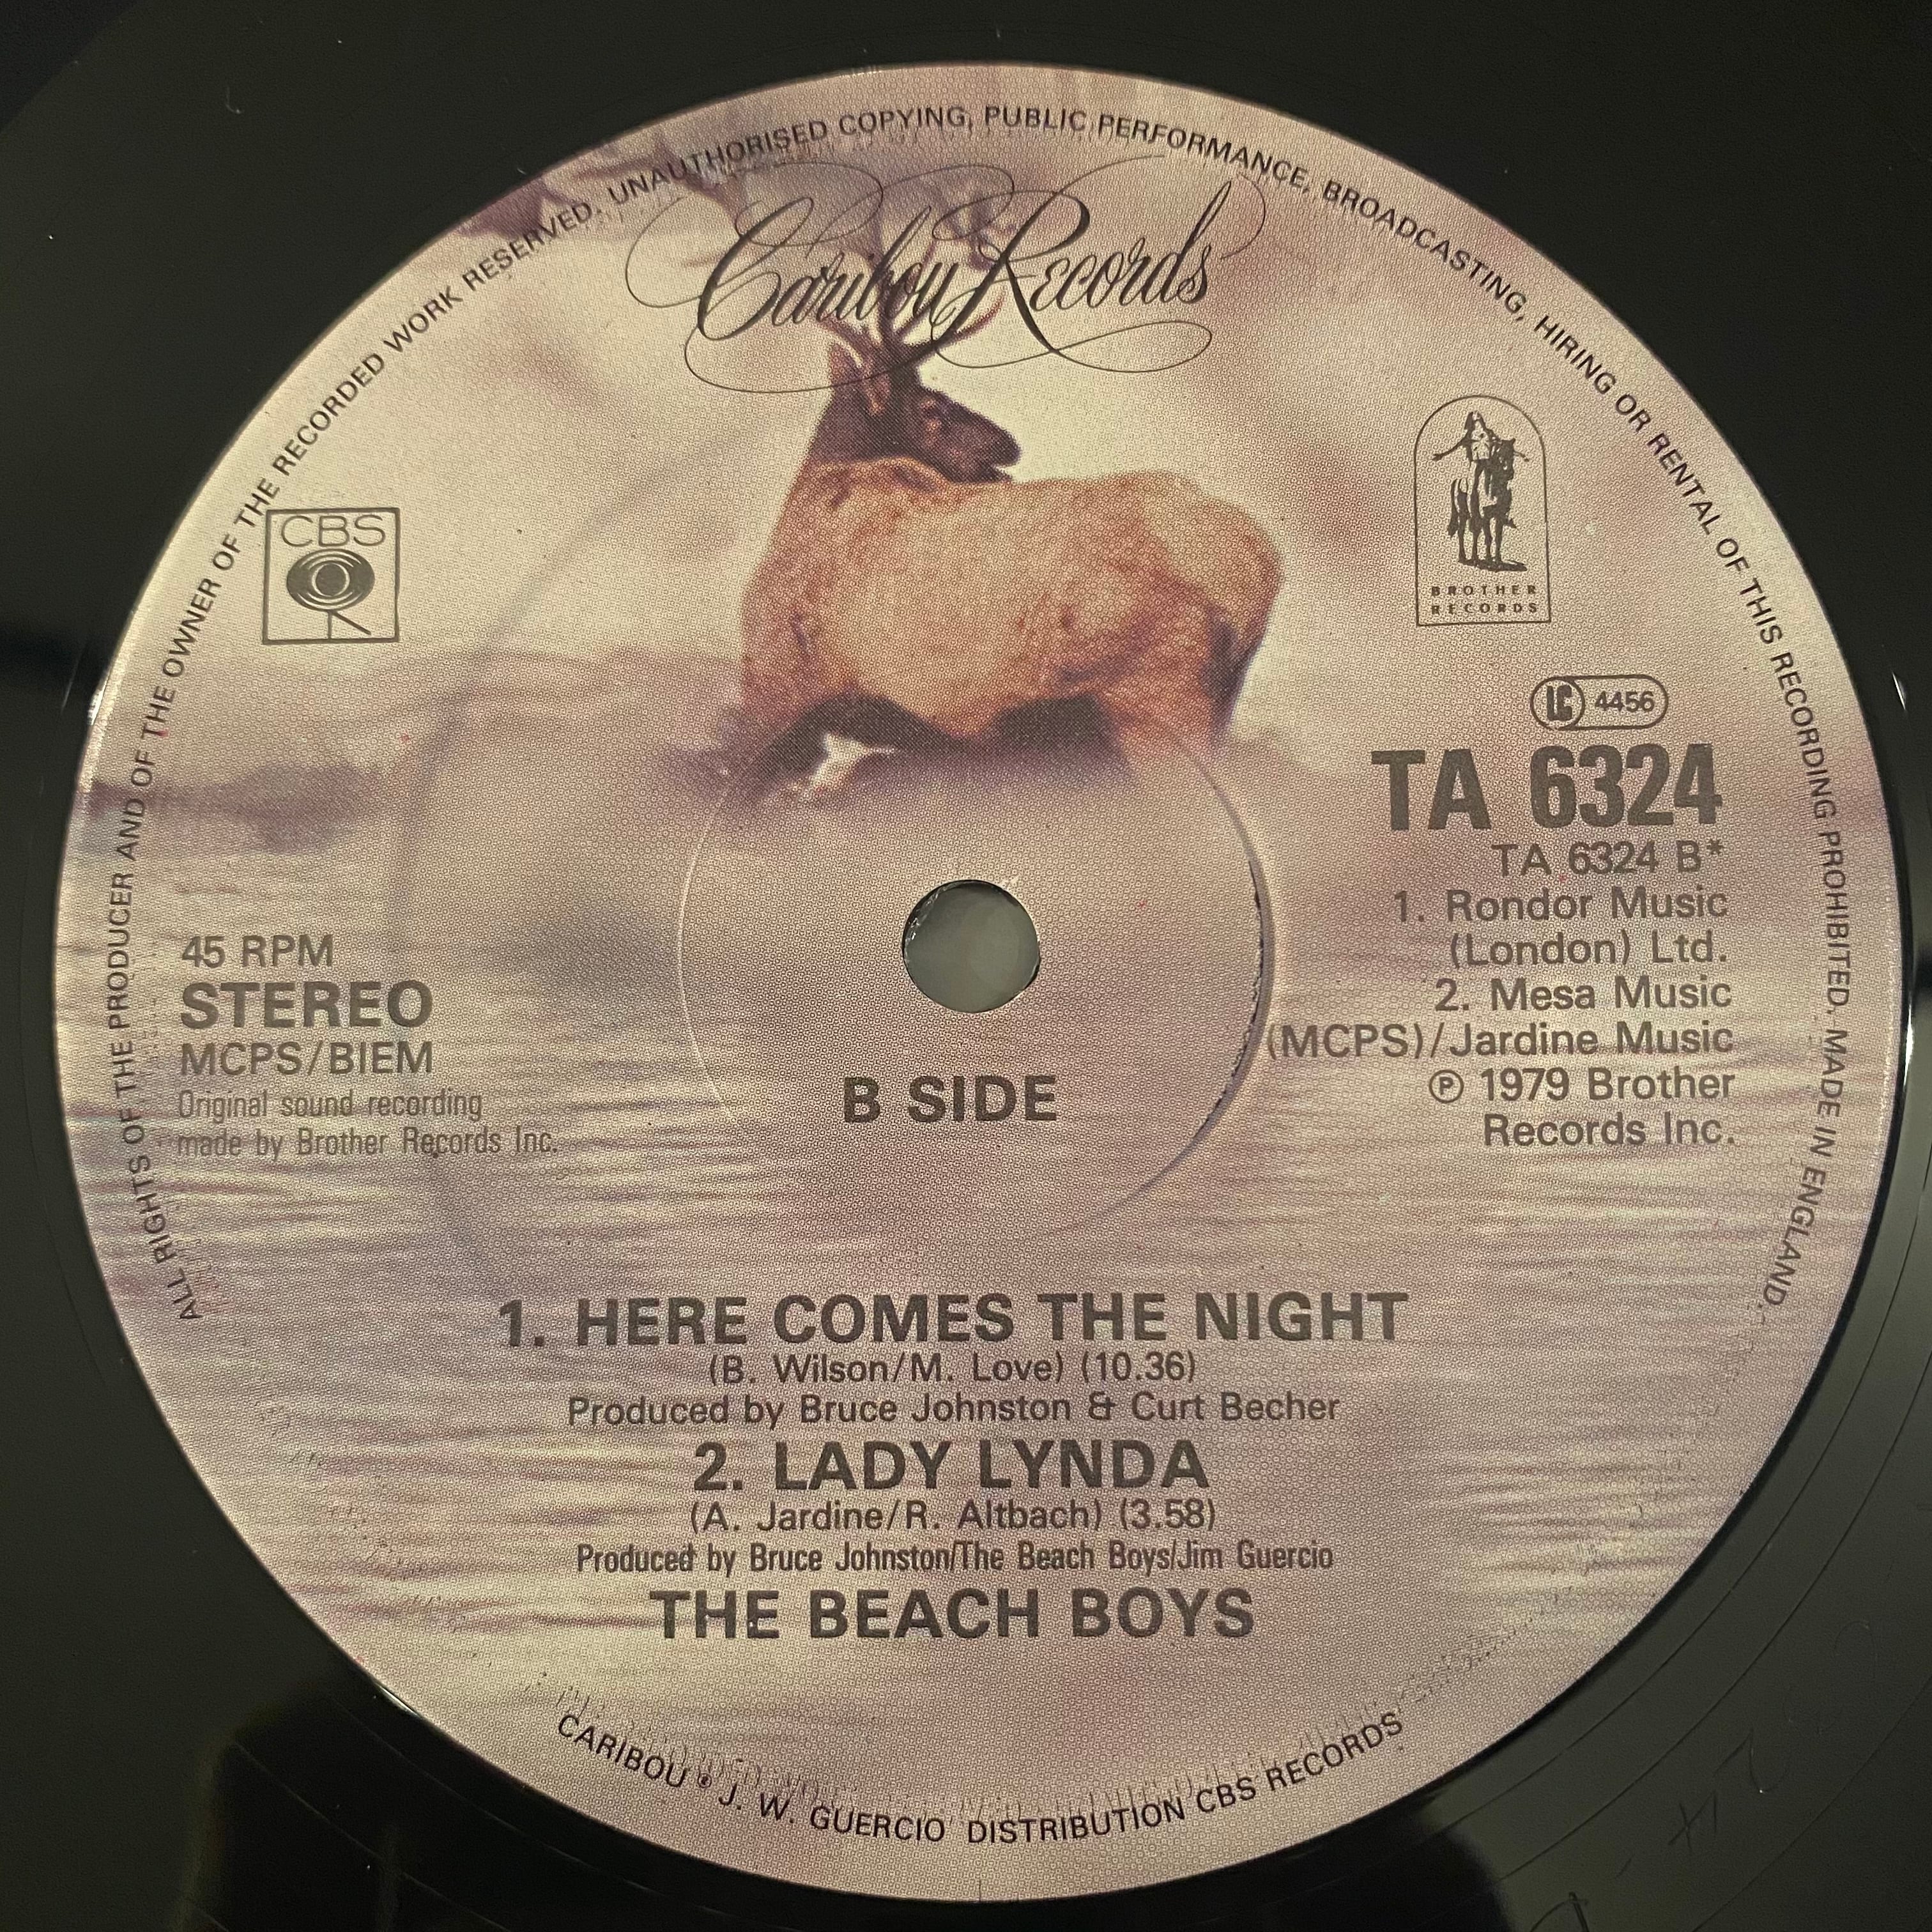 ALL RIGHTS OF THE PRODUCER AND OF THE OWNER OF THE RECORDED WORK RESERVED. UNAUTHORISED COPYING, PUBLIC PERFORMANCE, BROADCASTING, HIRING OR RENTAL OF THIS RECORDING PROHIBITED. MADE IN ENGLAND.
Caribou Records
CBS
BROTHER
RECORDS
LC 4456
TA 6324
TA 6324 B*
1. Rondor Music
(London) Ltd.
2. Mesa Music
(MCPS)/Jardine Music
℗ 1979 Brother
Records Inc.
45 RPM
STEREO
MCPS/BIEM
Original sound recording
made by Brother Records Inc.
B SIDE
1. HERE COMES THE NIGHT
(B. Wilson/M. Love) (10.36)
Produced by Bruce Johnston & Curt Becher
2. LADY LYNDA
(A. Jardine/R. Altbach) (3.58)
Produced by Bruce Johnston/The Beach Boys/Jim Guercio
THE BEACH BOYS
CARIBOU ® J. W. GUERCIO DISTRIBUTION CBS RECORDS